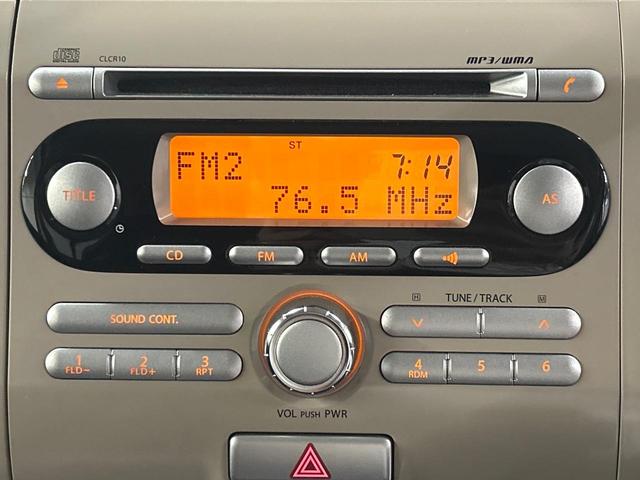 disc CLCR10 MP3/WMA
ST
FM2 7:14
76.5 MHz
TITLE AS
CD FM AM
SOUND CONT. H TUNE/TRACK M
1 2 3 4 5 6
FLD- FLD+ RPT RDM
VOL PUSH PWR